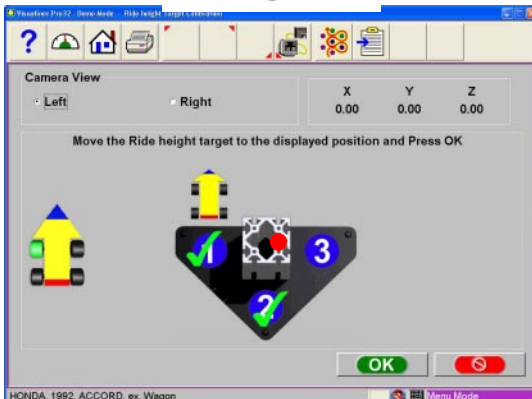 Visualiner Pro32 - Demo Mode - Ride height Target Calibration
?
Camera View
Left Right
X Y Z
0.00 0.00 0.00
Move the Ride height target to the displayed position and Press OK
1 3
2
OK
HONDA, 1992, ACCORD, ex, Wagon Menu Mode